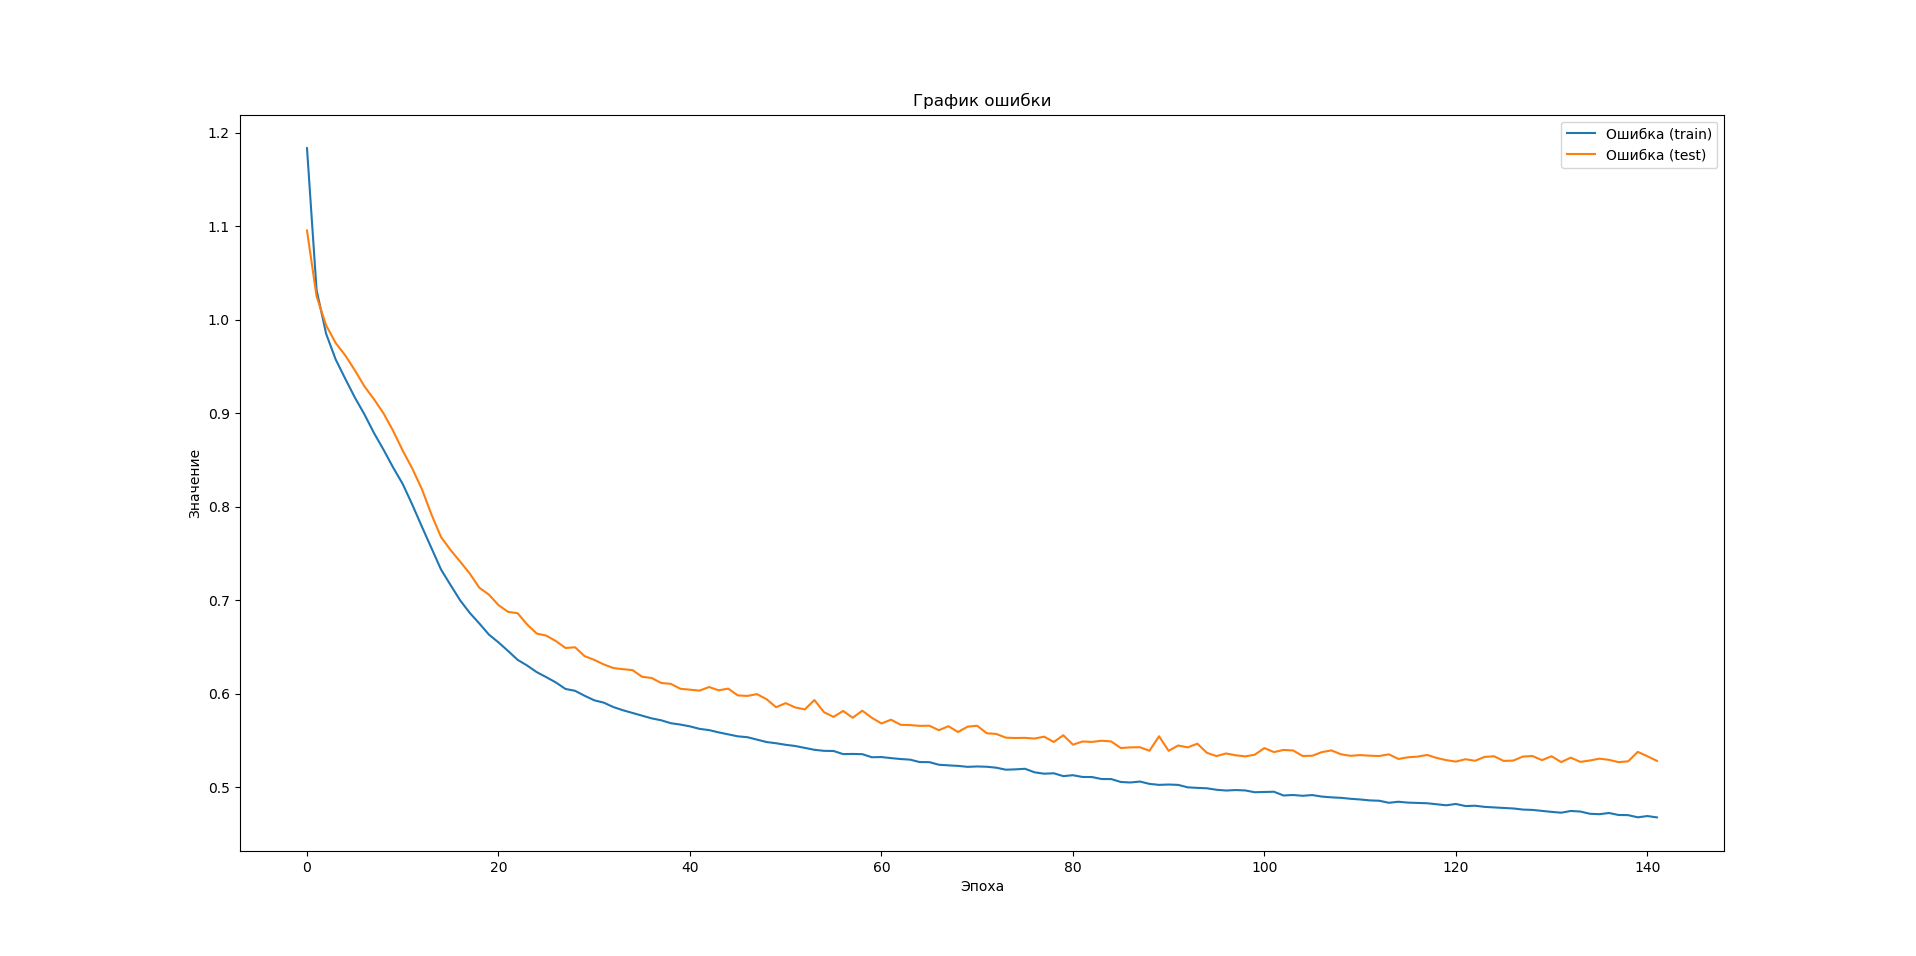 График ошибки
Ошибка (train)
Ошибка (test)
Значение
1.2
1.1
1.0
0.9
0.8
0.7
0.6
0.5
0 20 40 60 80 100 120 140
Эпоха